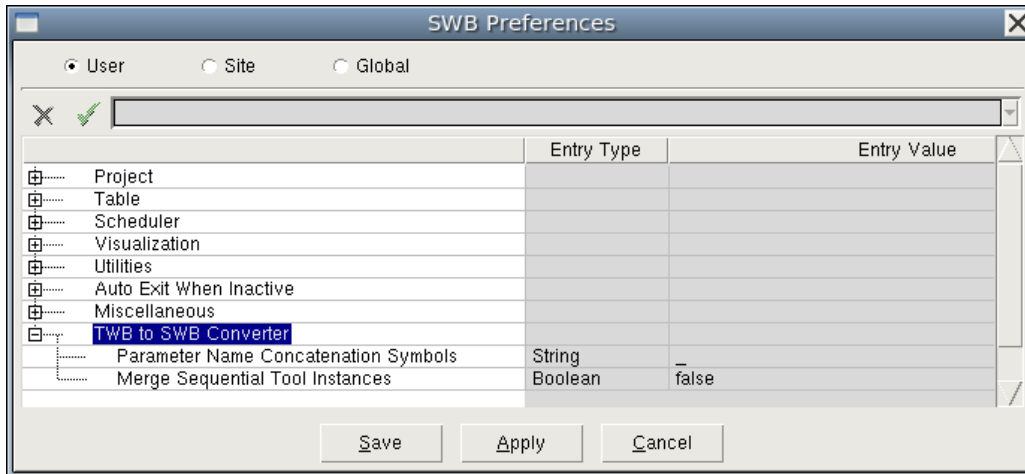 SWB Preferences
User Site Global
Entry Type Entry Value
Project
Table
Scheduler
Visualization
Utilities
Auto Exit When Inactive
Miscellaneous
TWB to SWB Converter
Parameter Name Concatenation Symbols String _
Merge Sequential Tool Instances Boolean false
Save Apply Cancel